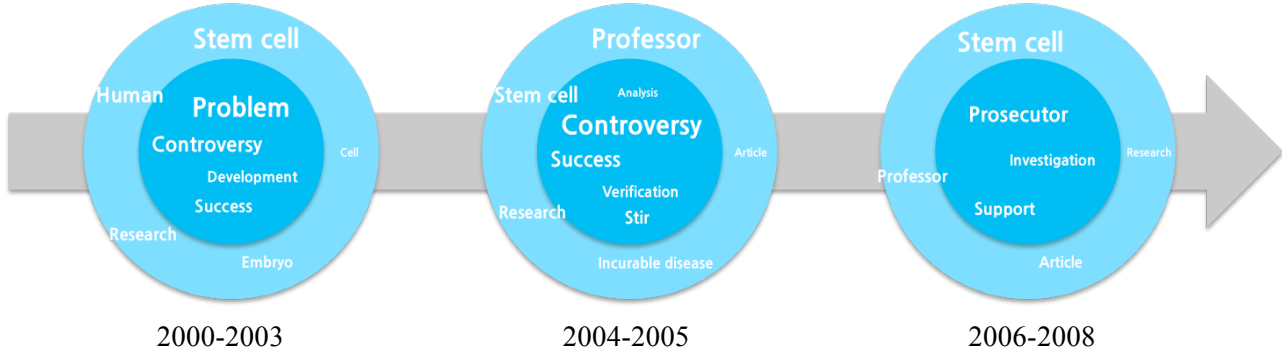 Stem cell
Human
Problem
Controversy
Cell
Development
Success
Research
Embryo
2000-2003
Professor
Stem cell
Analysis
Controversy
Success
Article
Verification
Research
Stir
Incurable disease
2004-2005
Stem cell
Prosecutor
Investigation
Research
Professor
Support
Article
2006-2008